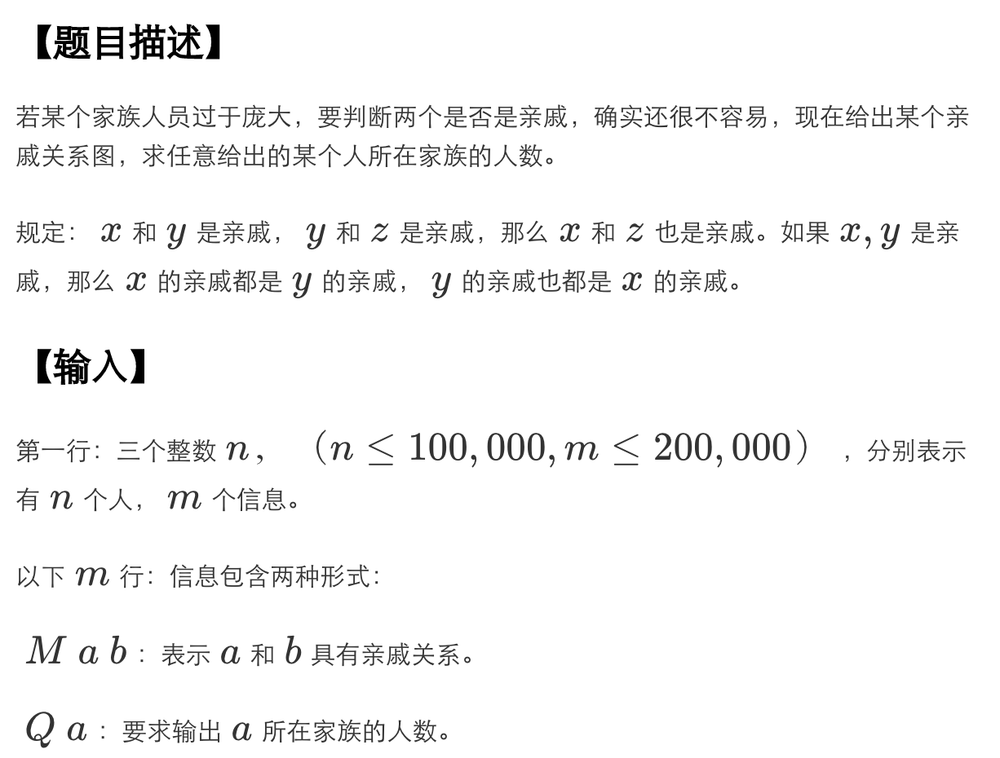 【题目描述】
若某个家族人员过于庞大，要判断两个是否是亲戚，确实还很不容易，现在给出某个亲
戚关系图，求任意给出的某个人所在家族的人数。
规定： x 和 y 是亲戚， y 和 z 是亲戚，那么 x 和 z 也是亲戚。如果 x, y 是亲
戚，那么 x 的亲戚都是 y 的亲戚， y 的亲戚也都是 x 的亲戚。
【输入】
第一行：三个整数 n， （n ≤ 100,000, m ≤ 200,000） ，分别表示
有 n 个人， m 个信息。
以下 m 行：信息包含两种形式：
M a b：表示 a 和 b 具有亲戚关系。
Q a：要求输出 a 所在家族的人数。